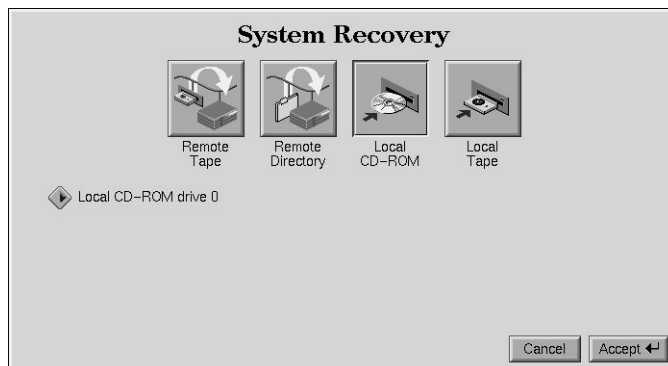 System Recovery
Remote
Tape
Remote
Directory
Local
CD-ROM
Local
Tape
Local CD-ROM drive 0
Cancel
Accept